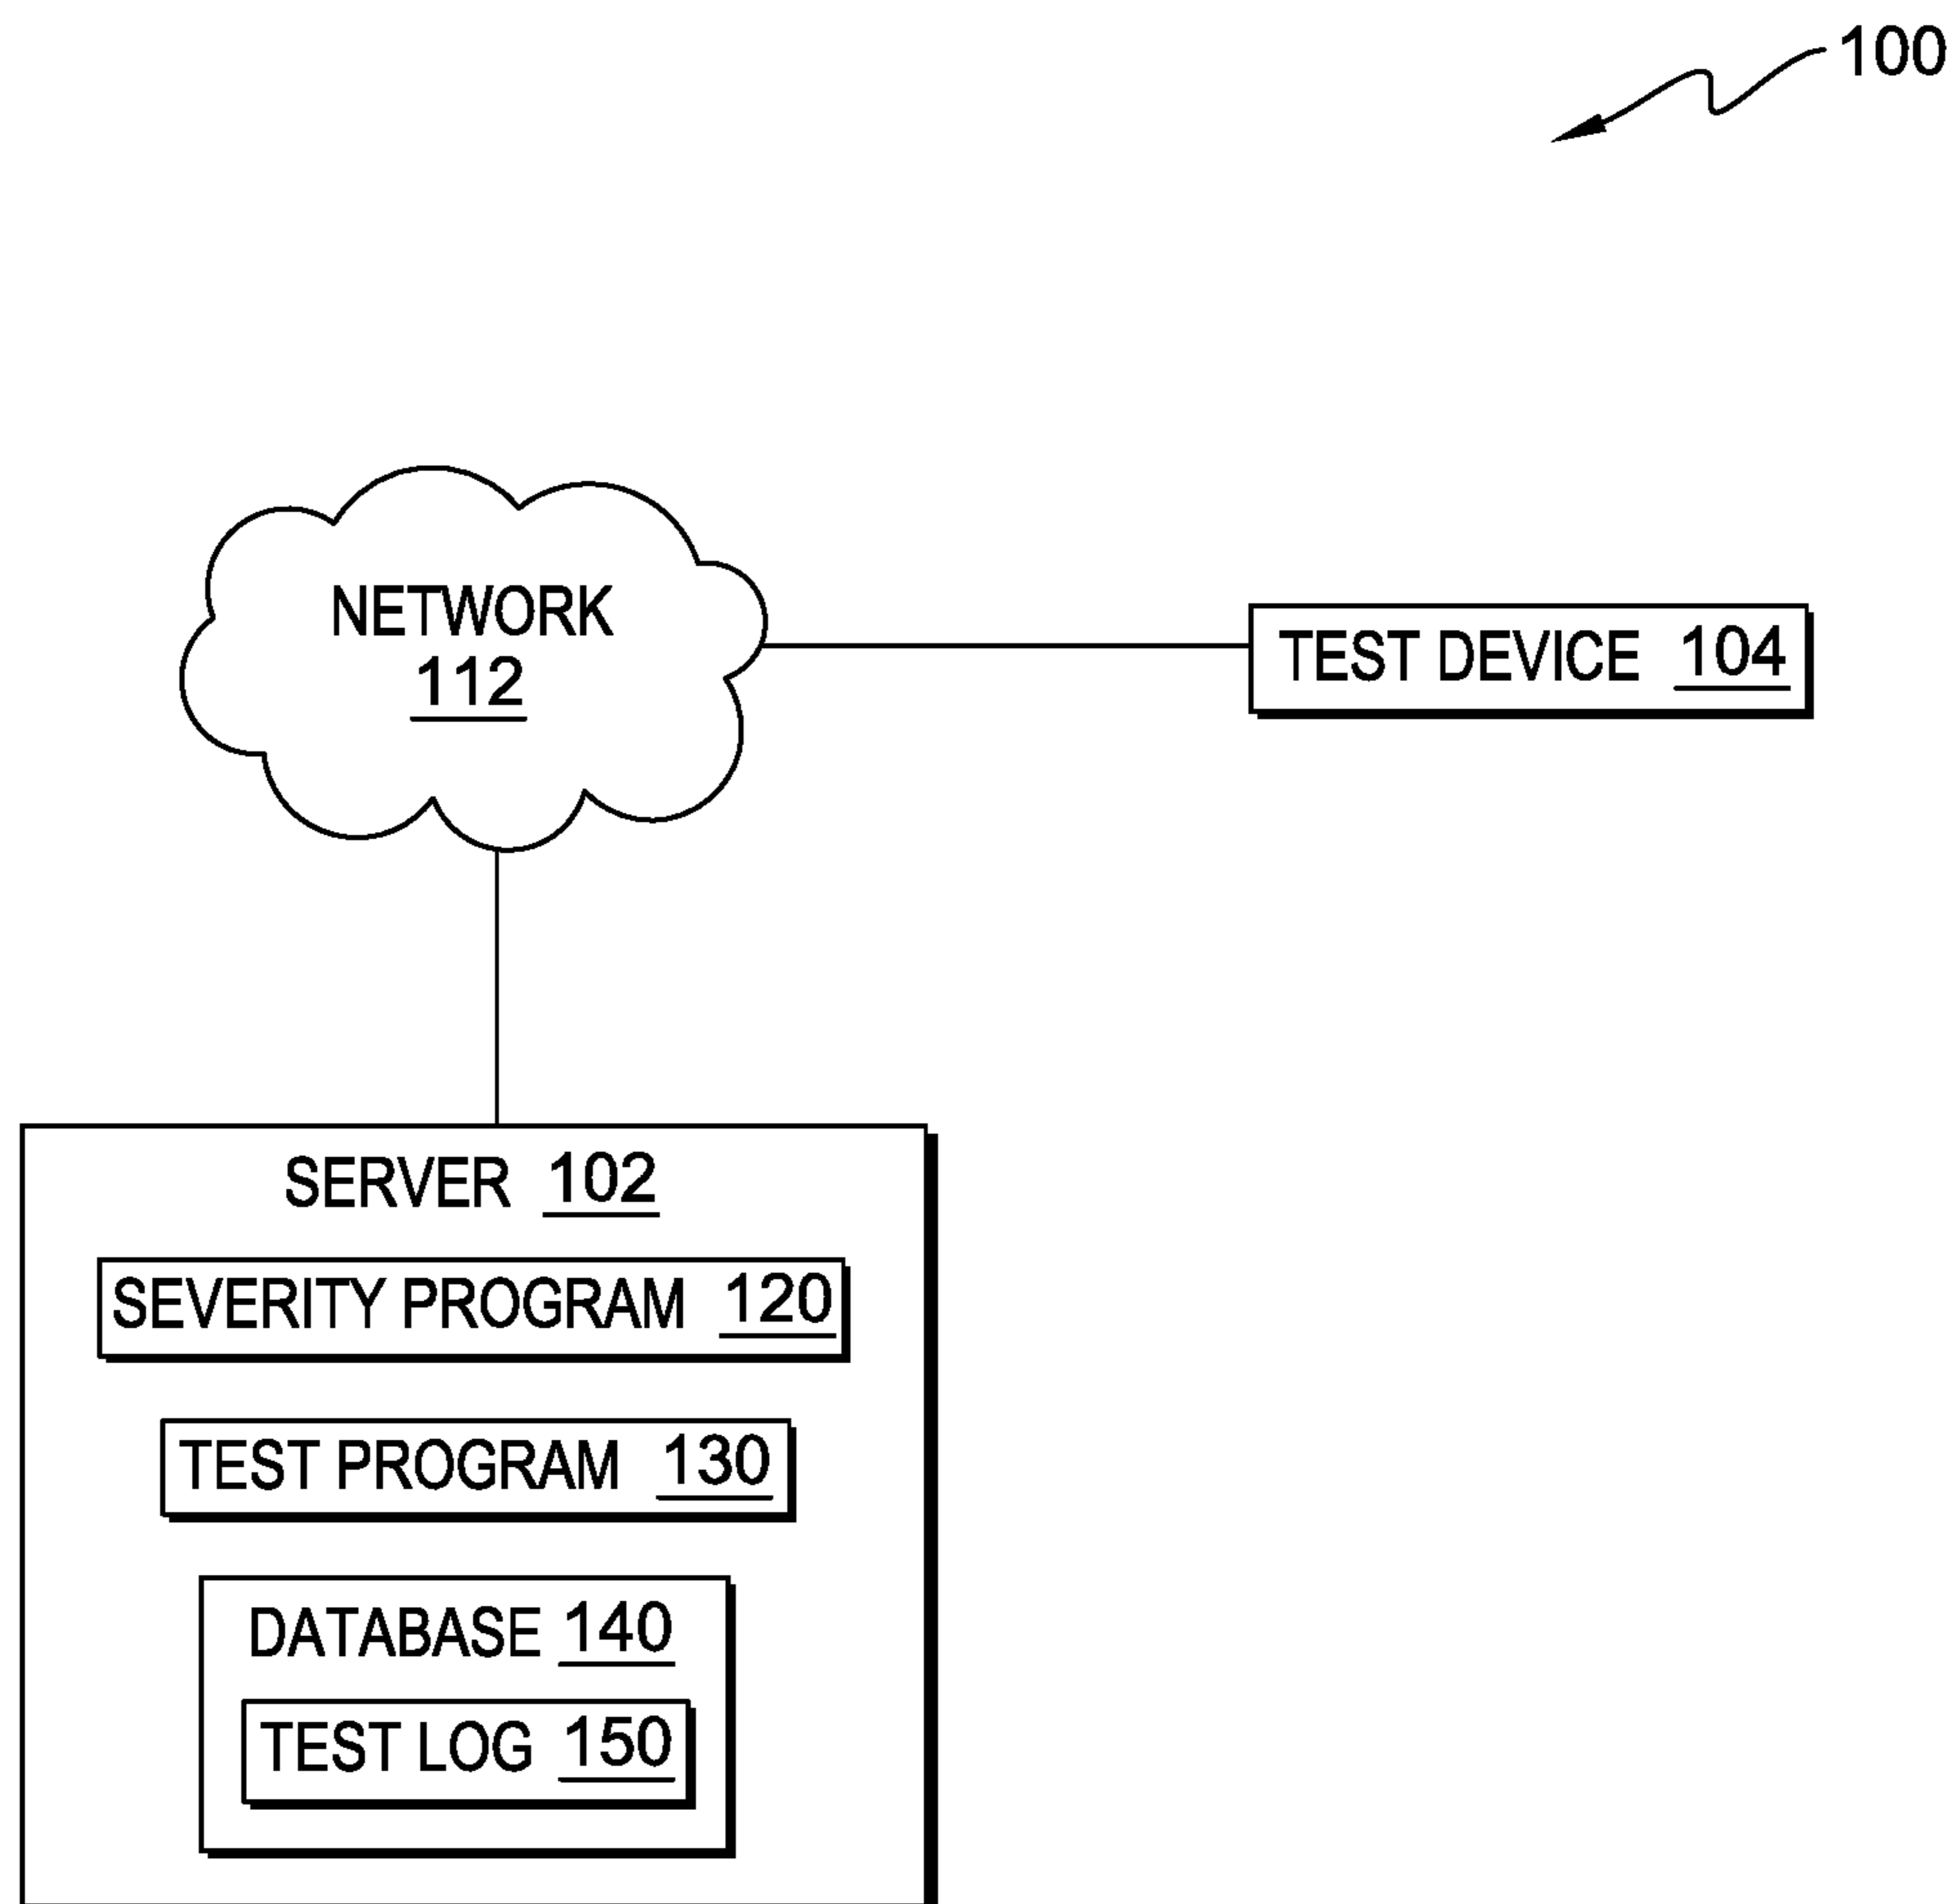 100
NETWORK
112
TEST DEVICE 104
SERVER 102
SEVERITY PROGRAM 120
TEST PROGRAM 130
DATABASE 140
TEST LOG 150